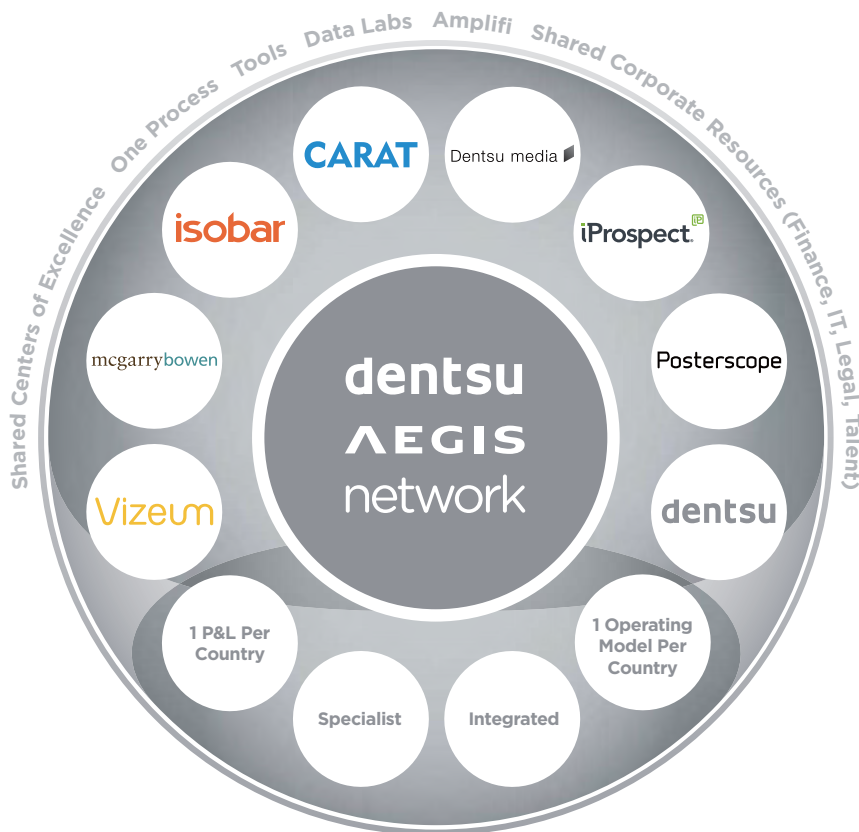 Shared Centers of Excellence One Process Tools Data Labs Amplifi Shared Corporate Resources (Finance, IT, Legal, Talent)
CARAT
Dentsu media
isobar
iProspect.
iP
mcgarrybowen
Posterscope
Vizeum
dentsu
dentsu
AEGIS
network
1 P&L Per
Country
1 Operating
Model Per
Country
Specialist
Integrated